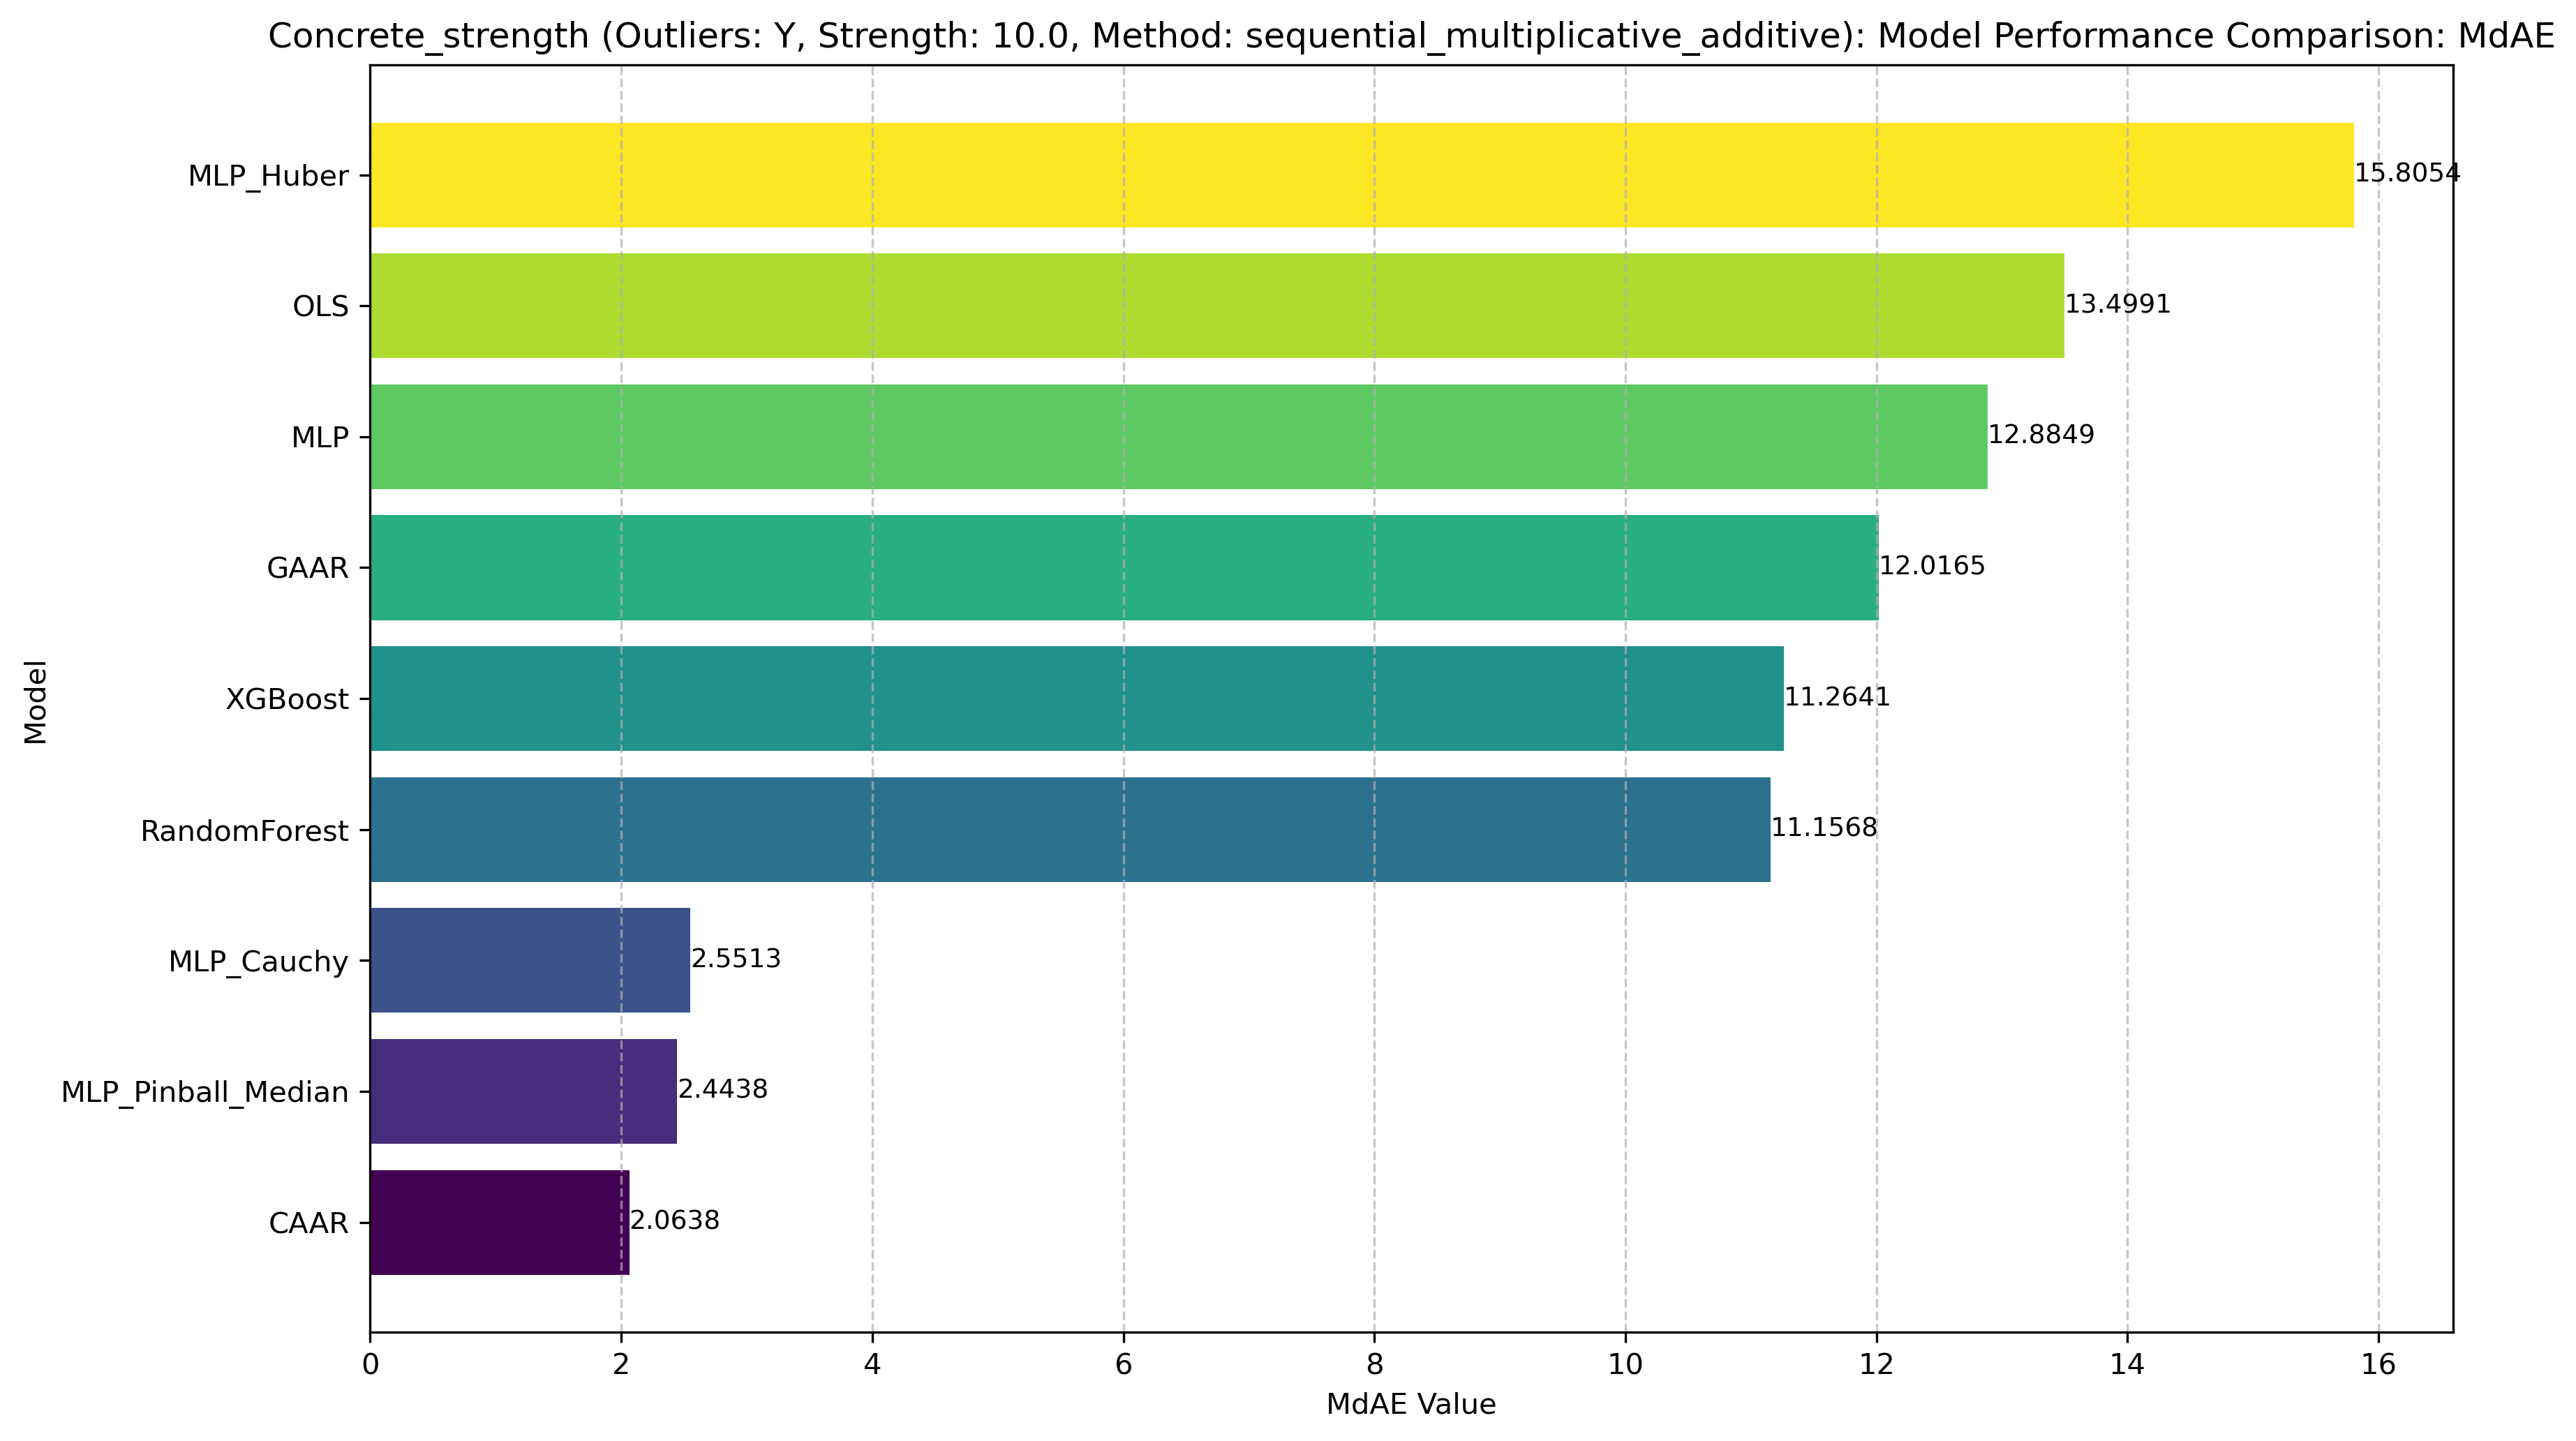 Concrete_strength (Outliers: Y, Strength: 10.0, Method: sequential_multiplicative_additive): Model Performance Comparison: MdAE
MLP_Huber 15.8054
OLS 13.4991
MLP 12.8849
GAAR 12.0165
XGBoost 11.2641
RandomForest 11.1568
MLP_Cauchy 2.5513
MLP_Pinball_Median 2.4438
CAAR 2.0638
Model
0 2 4 6 8 10 12 14 16
MdAE Value